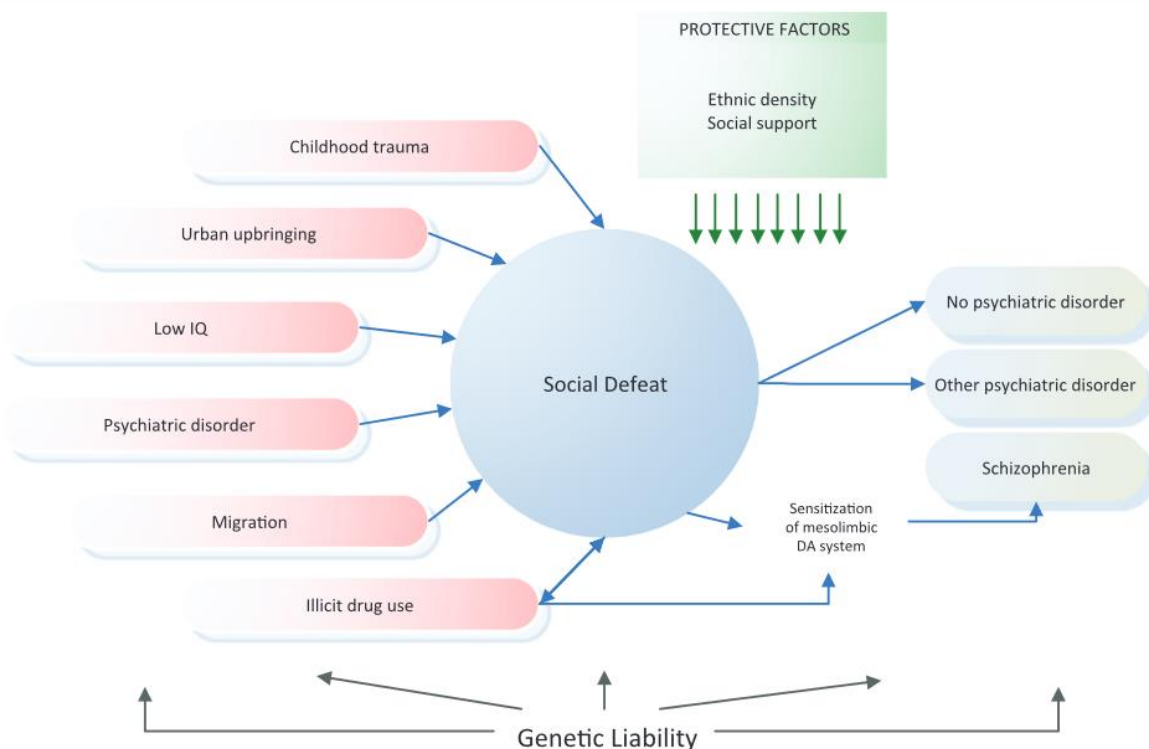 PROTECTIVE FACTORS
Ethnic density
Social support
Childhood trauma
Urban upbringing
Low IQ
Psychiatric disorder
Migration
Illicit drug use
Social Defeat
No psychiatric disorder
Other psychiatric disorder
Schizophrenia
Sensitization
of mesolimbic
DA system
Genetic Liability